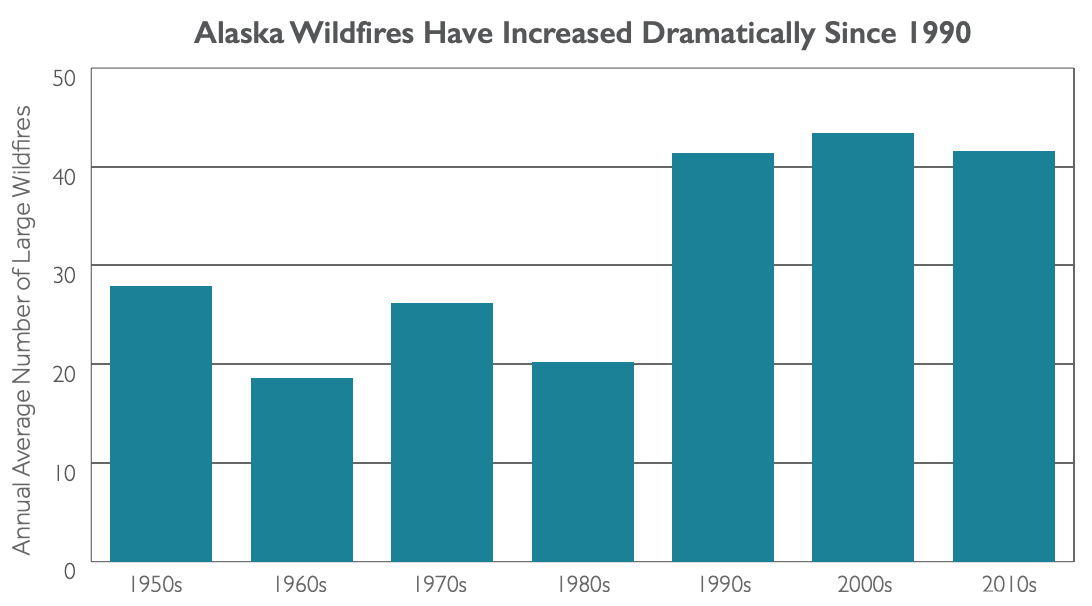 Alaska Wildfires Have Increased Dramatically Since 1990
Annual Average Number of Large Wildfires
50
40
30
20
10
0
1950s 1960s 1970s 1980s 1990s 2000s 2010s